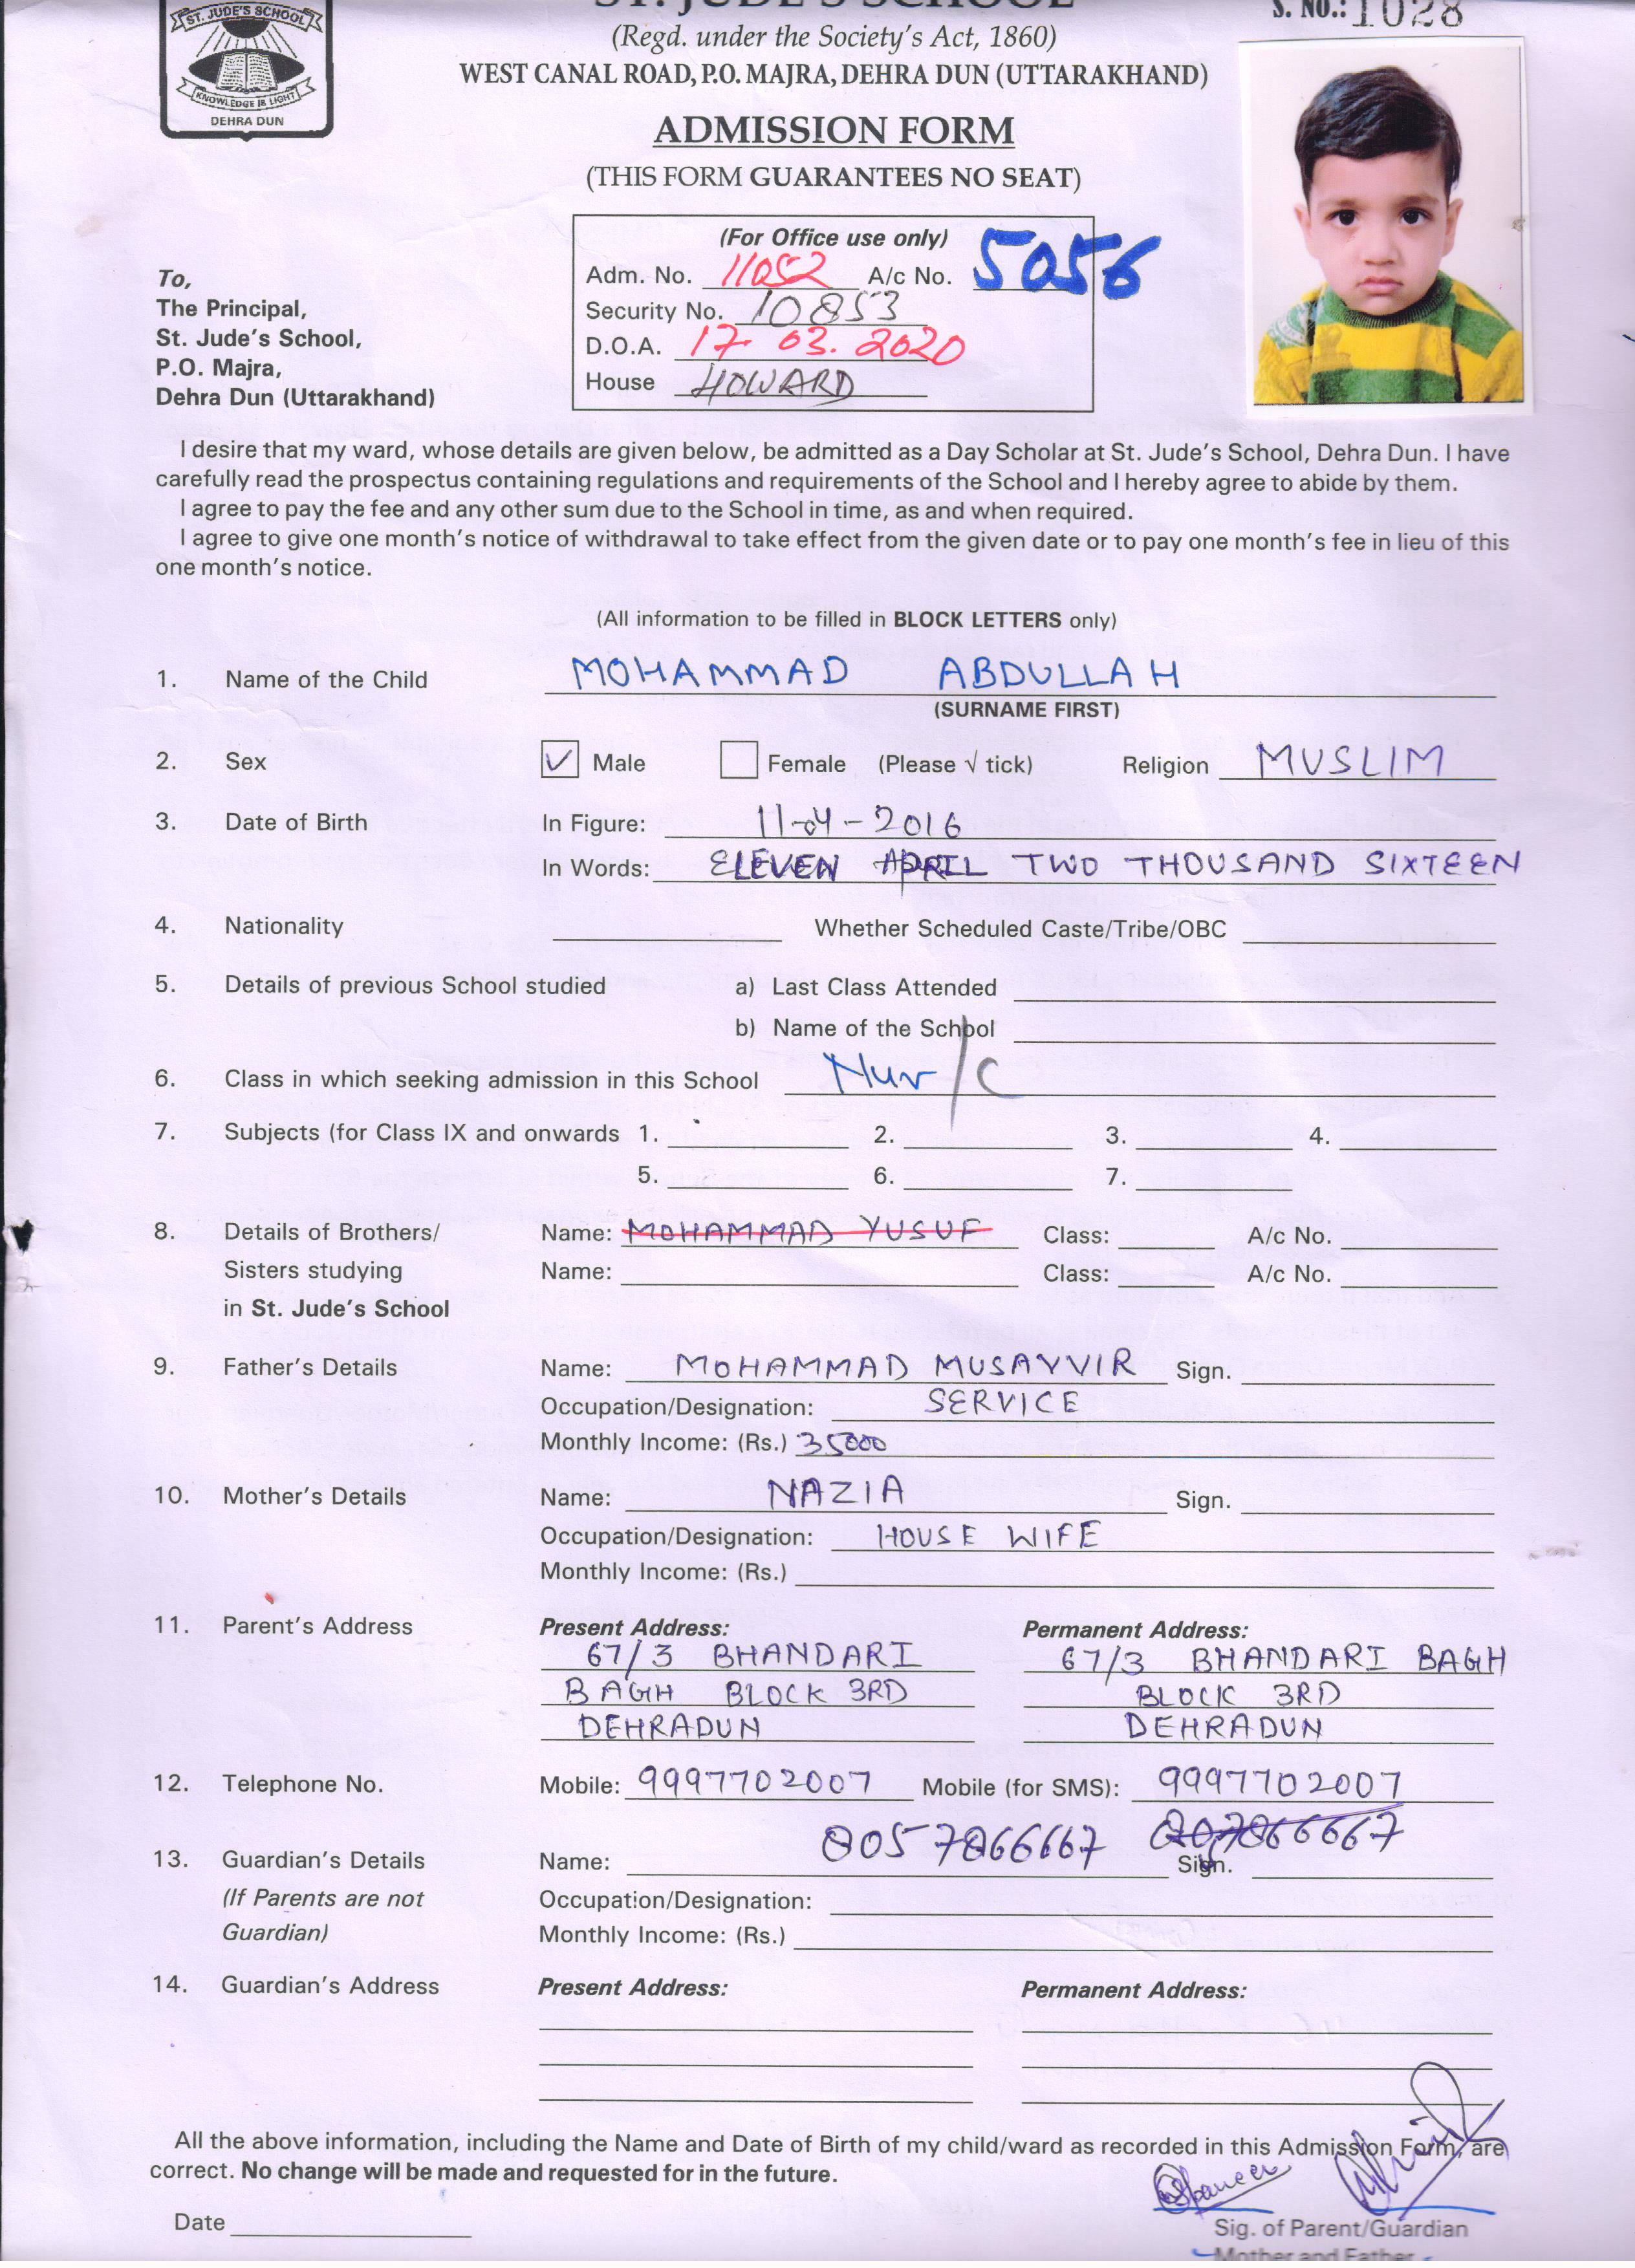 ST. JUDE'S SCHOOL
KNOWLEDGE IS LIGHT
DEHRA DUN
ST. JUDE'S SCHOOL
S. NO.: 1028
(Regd. under the Society's Act, 1860)
WEST CANAL ROAD, P.O. MAJRA, DEHRA DUN (UTTARAKHAND)
ADMISSION FORM
(THIS FORM GUARANTEES NO SEAT)
(For Office use only)
Adm. No. 11052 A/c No. 5056
Security No. 10853
D.O.A. 17-03.2020
House HOWARD
To,
The Principal,
St. Jude's School,
P.O. Majra,
Dehra Dun (Uttarakhand)
I desire that my ward, whose details are given below, be admitted as a Day Scholar at St. Jude's School, Dehra Dun. I have
carefully read the prospectus containing regulations and requirements of the School and I hereby agree to abide by them.
I agree to pay the fee and any other sum due to the School in time, as and when required.
I agree to give one month's notice of withdrawal to take effect from the given date or to pay one month's fee in lieu of this
one month's notice.
(All information to be filled in BLOCK LETTERS only)
1. Name of the Child MOHAMMAD ABDULLAH
(SURNAME FIRST)
2. Sex ✓ Male Female (Please √ tick) Religion MUSLIM
3. Date of Birth In Figure: 11-04-2016
In Words: ELEVEN APRIL TWO THOUSAND SIXTEEN
4. Nationality Whether Scheduled Caste/Tribe/OBC
5. Details of previous School studied a) Last Class Attended
b) Name of the School
6. Class in which seeking admission in this School Nur/C
7. Subjects (for Class IX and onwards 1. 2. 3. 4.
5. 6. 7.
8. Details of Brothers/ Name: MOHAMMAD YUSUF Class: A/c No.
Sisters studying Name: Class: A/c No.
in St. Jude's School
9. Father's Details Name: MOHAMMAD MUSAVVIR Sign.
Occupation/Designation: SERVICE
Monthly Income: (Rs.) 35000
10. Mother's Details Name: NAZIA Sign.
Occupation/Designation: HOUSE WIFE
Monthly Income: (Rs.)
11. Parent's Address Present Address: Permanent Address:
67/3 BHANDARI 67/3 BHANDARI BAGH
BAGH BLOCK 3RD BLOCK 3RD
DEHRADUN DEHRADUN
12. Telephone No. Mobile: 9997702007 Mobile (for SMS): 9997702007
8057866667
13. Guardian's Details Name: Sign.
(If Parents are not Occupation/Designation:
Guardian) Monthly Income: (Rs.)
14. Guardian's Address Present Address: Permanent Address:
All the above information, including the Name and Date of Birth of my child/ward as recorded in this Admission Form, are
correct. No change will be made and requested for in the future.
Date
Sig. of Parent/Guardian
Mother and Father